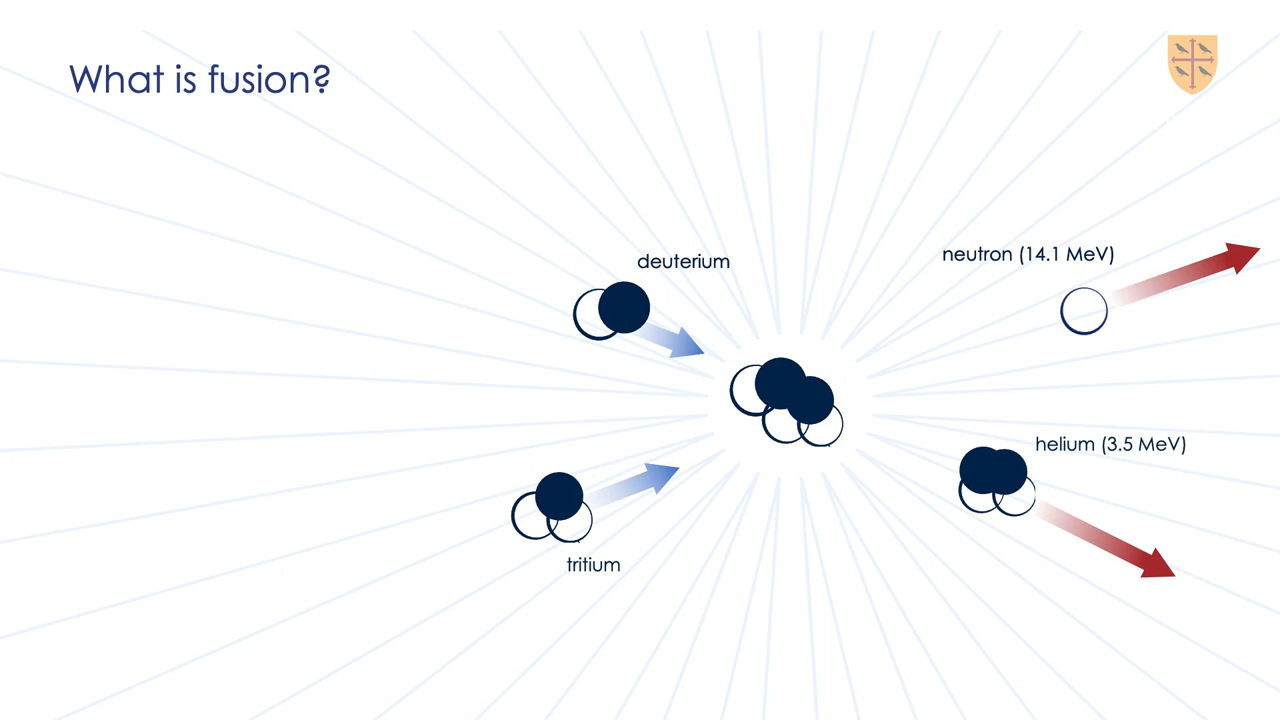 What is fusion?
deuterium
neutron (14.1 MeV)
helium (3.5 MeV)
tritium